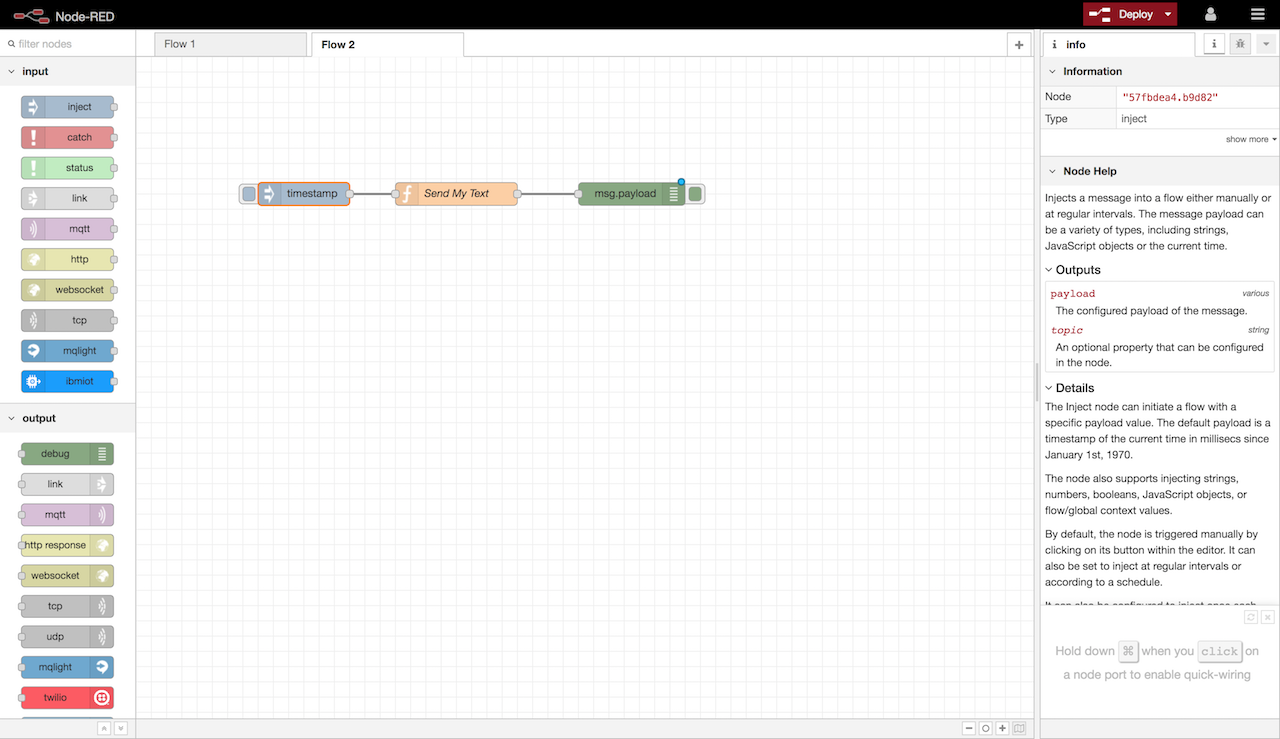 Node-RED
Deploy
filter nodes
Flow 1
Flow 2
info
input
inject
catch
status
link
mqtt
http
websocket
tcp
mqlight
ibmiot
output
debug
link
mqtt
http response
websocket
tcp
udp
mqlight
twilio
timestamp
Send My Text
msg.payload
Information
Node "57fbdea4.b9d82"
Type inject
show more
Node Help
Injects a message into a flow either manually or
at regular intervals. The message payload can
be a variety of types, including strings,
JavaScript objects or the current time.
Outputs
payload various
The configured payload of the message.
topic string
An optional property that can be configured
in the node.
Details
The Inject node can initiate a flow with a
specific payload value. The default payload is a
timestamp of the current time in millisecs since
January 1st, 1970.
The node also supports injecting strings,
numbers, booleans, JavaScript objects, or
flow/global context values.
By default, the node is triggered manually by
clicking on its button within the editor. It can
also be set to inject at regular intervals or
according to a schedule.
It can also be configured to inject once each
Hold down ⌘ when you click on
a node port to enable quick-wiring